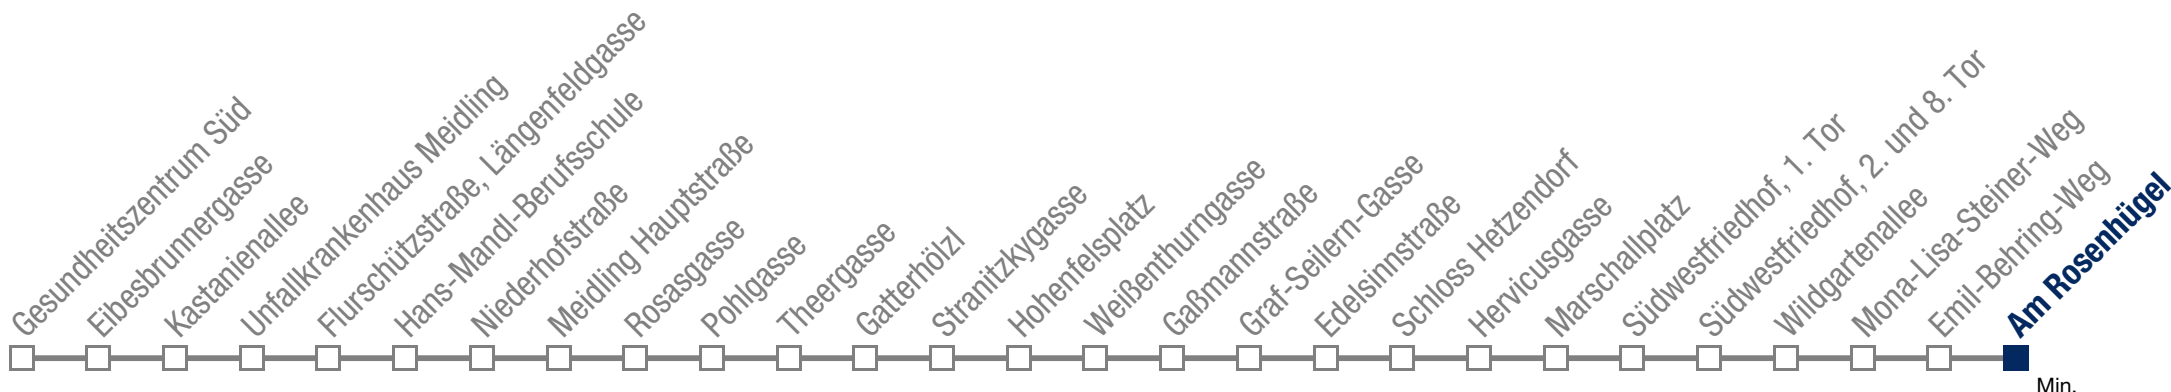 Gesundheitszentrum Süd
Eibesbrunnergasse
Kastanienallee
Unfallkrankenhaus Meidling
Flurschützstraße, Längenfeldgasse
Hans-Mandl-Berufsschule
Niederhofstraße
Meidling Hauptstraße
Rosasgasse
Pohlgasse
Theergasse
Gatterhölzl
Stranitzkygasse
Hohenfelsplatz
Weißenthurngasse
Gaßmannstraße
Graf-Seilern-Gasse
Edelsinnstraße
Schloss Hetzendorf
Hervicusgasse
Marschallplatz
Südwestfriedhof, 1. Tor
Südwestfriedhof, 2. und 8. Tor
Wildgartenallee
Mona-Lisa-Steiner-Weg
Emil-Behring-Weg
Am Rosenhügel
Min.